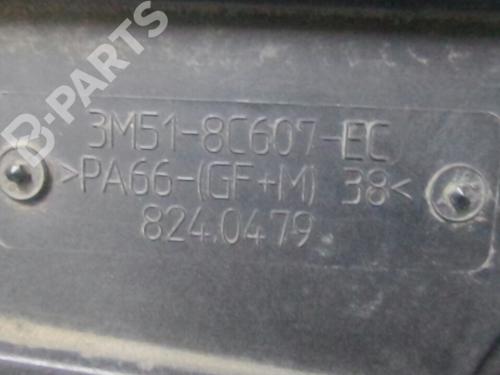 B-PARTS
3M51-8C607-EC
>PA66-(GF+M) 38<
824.0479